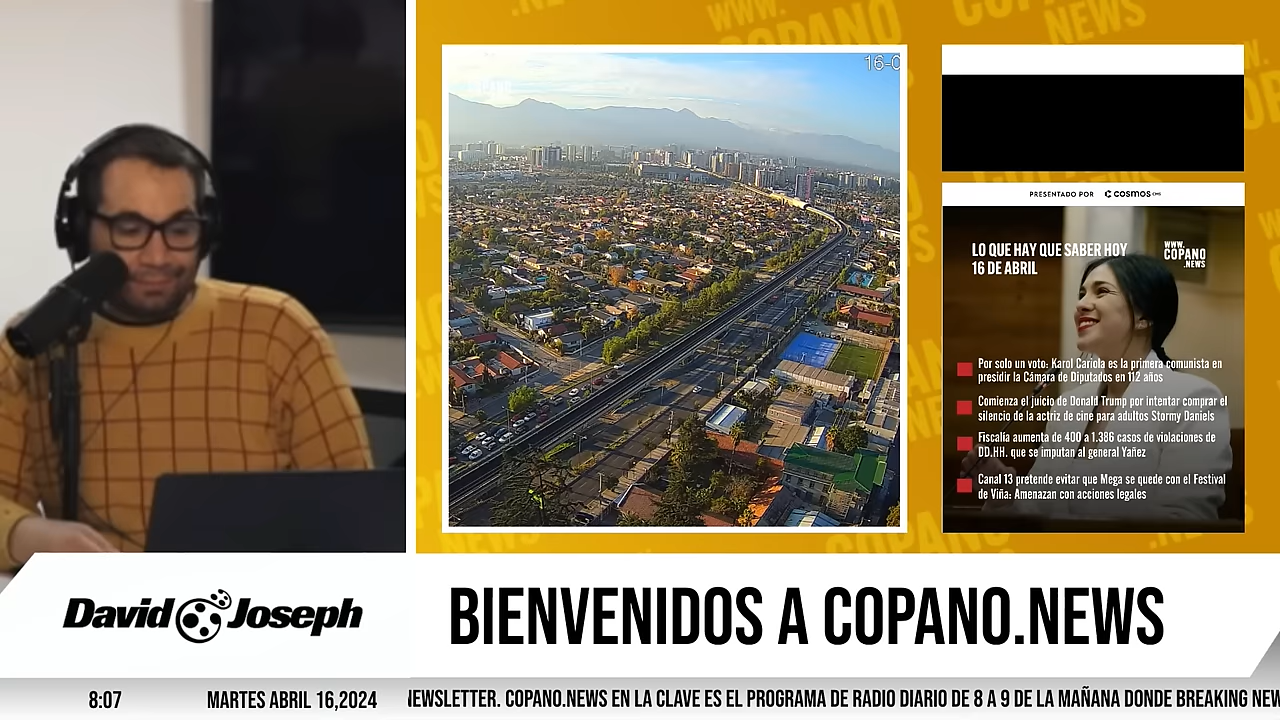 16-0
PRESENTADO POR COSMOS CMS
LO QUE HAY QUE SABER HOY
16 DE ABRIL
WWW.
COPANO
.NEWS
Por solo un voto: Karol Cariola es la primera comunista en
presidir la Cámara de Diputados en 112 años
Comienza el juicio de Donald Trump por intentar comprar el
silencio de la actriz de cine para adultos Stormy Daniels
Fiscalía aumenta de 400 a 1.386 casos de violaciones de
DD.HH. que se imputan al general Yañez
Canal 13 pretende evitar que Mega se quede con el Festival
de Viña: Amenazan con acciones legales
David Joseph
BIENVENIDOS A COPANO.NEWS
8:07
MARTES ABRIL 16,2024
NEWSLETTER. COPANO.NEWS EN LA CLAVE ES EL PROGRAMA DE RADIO DIARIO DE 8 A 9 DE LA MAÑANA DONDE BREAKING NEW